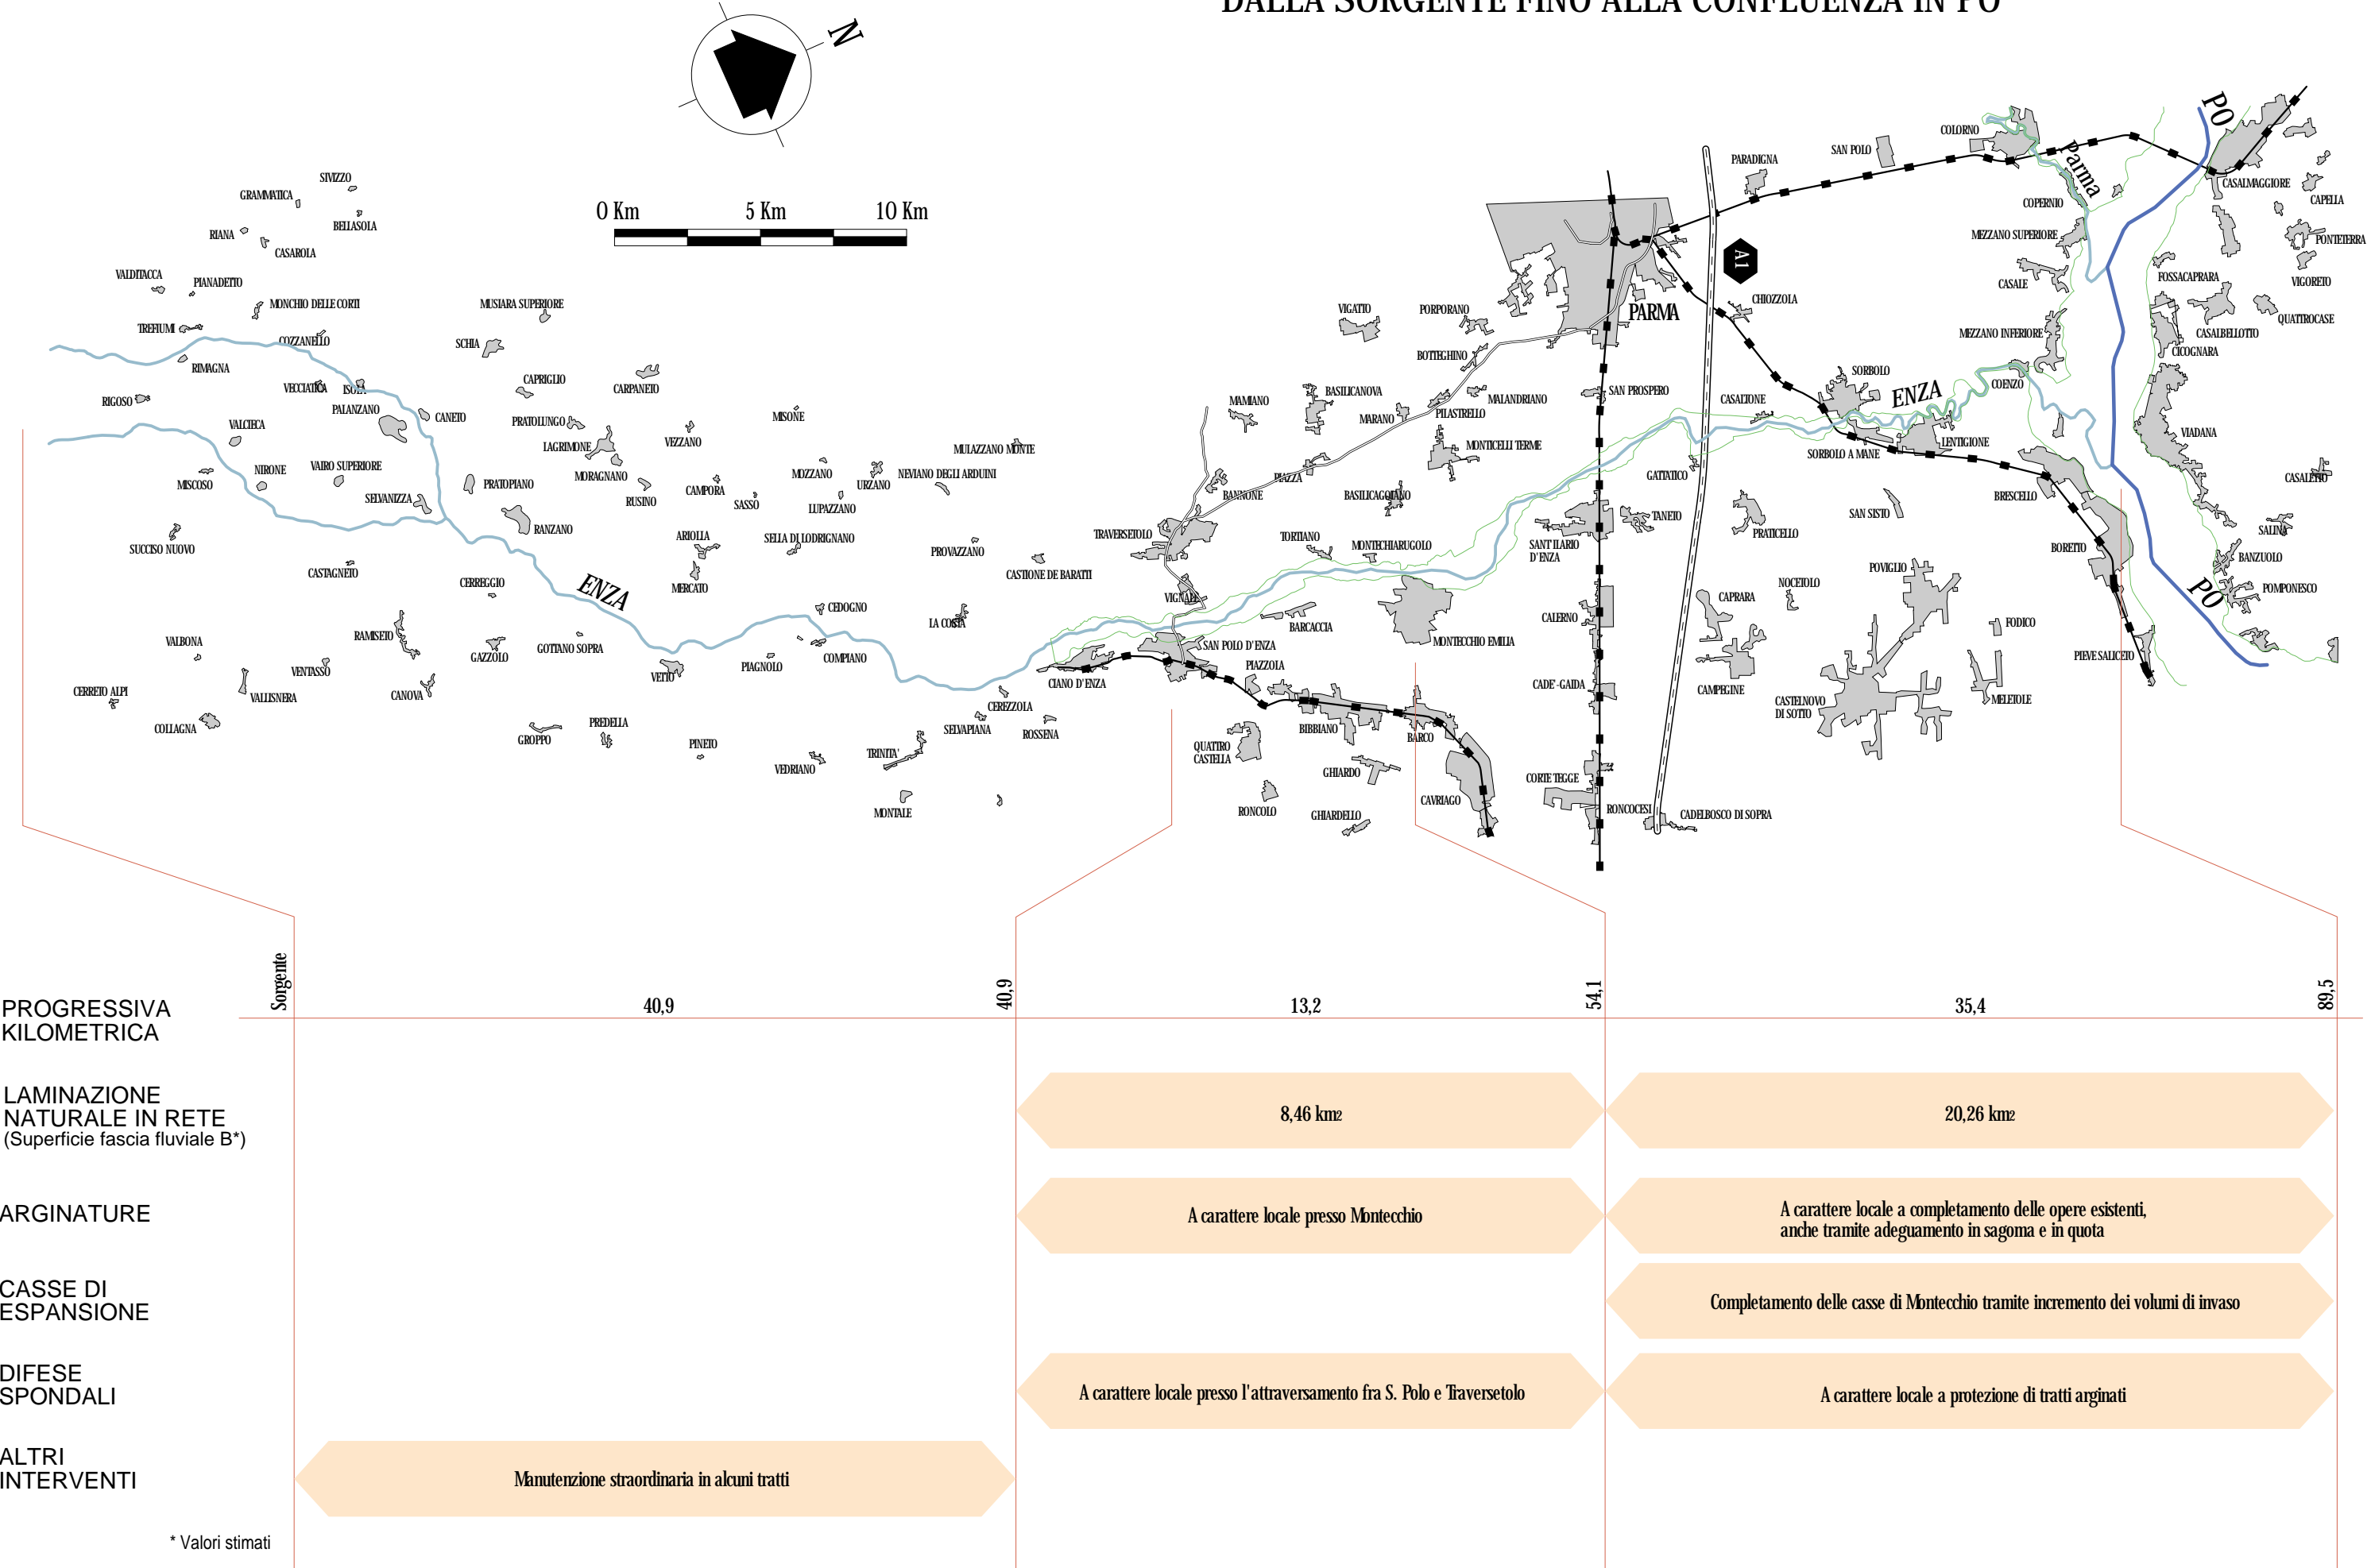 DALLA SORGENTE FINO ALLA CONFLUENZA IN PO
N
0 Km 5 Km 10 Km
SIVIZZO
GRAMMATICA
BELLASOLA
RIANA
CASAROLA
VALDITACCA
PIANADETTO
MONCHIO DELLE CORTI
TREFIUMI
COZZANELLO
RIMAGNA
VECCIATICA
ISOLA
RIGOSO
PALANZANO
CANETO
VALCIECA
NIRONE
VAIRO SUPERIORE
MISCOSO
SELVANIZZA
SUCCISO NUOVO
CASTAGNETO
VALBONA
RAMISETO
VENTASSO
CERRETO ALPI
VALLISNERA
COLLAGNA
CANOVA
MUSIARA SUPERIORE
SCHIA
CAPRIGLIO
CARPANETO
PRATOLUNGO
LAGRIMONE
MORAGNANO
VEZZANO
MISONE
PRATOPIANO
RUSINO
CAMPORA
SASSO
MOZZANO
URZANO
LUPAZZANO
NEVIANO DEGLI ARDUINI
MULAZZANO MONTE
RANZANO
ARIOLLA
SELLA DI LODRIGNANO
PROVAZZANO
CASTIONE DE BARATTI
CERREGGIO
MERCATO
ENZA
CEDOGNO
LA COSTA
GAZZOLO
GOTTANO SOPRA
VETTO
PIAGNOLO
COMPIANO
GROPPO
PREDELLA
PINETO
VEDRIANO
TRINITA'
MONTALE
SELVAPIANA
CEREZZOLA
ROSSENA
CIANO D'ENZA
SAN POLO D'ENZA
TRAVERSETOLO
VIGNALE
BANNONE
MAMIANO
PIAZZA
BASILICANOVA
MARANO
PILASTRELLO
MALANDRIANO
MONTICELLI TERME
BASILICAGOIANO
TORTIANO
MONTECHIARUGOLO
BARCACCIA
MONTECCHIO EMILIA
PIAZZOLA
BIBBIANO
BARCO
QUATTRO
CASTELLA
GHIARDO
RONCOLO
GHIARDELLO
CAVRIAGO
VIGATTO
PORPORANO
BOTTEGHINO
PARMA
A1
PARADIGNA
SAN POLO
CHIOZZOLA
SAN PROSPERO
CASALTONE
GATTATICO
SANT'ILARIO
D'ENZA
TANETO
PRATICELLO
CALERNO
CAPRARA
NOCETOLO
CADE'-GAIDA
CAMPEGINE
CORTE TEGGE
RONCOCESI
CADELBOSCO DI SOPRA
COLORNO
Parma
COPERNIO
MEZZANO SUPERIORE
CASALE
MEZZANO INFERIORE
SORBOLO
ENZA
COENZO
SORBOLO A MANE
LENTIGIONE
BRESCELLO
SAN SISTO
BORETTO
POVIGLIO
FODICO
CASTELNOVO
DI SOTTO
MELETOLE
PIEVE SALICETO
PO
CASALMAGGIORE
CAPELLA
PONTETERRA
VIGORETO
FOSSACAPRARA
CASALBELLOTTO
QUATTROCASE
CICOGNARA
VIADANA
CASALETTO
SALINA
BANZUOLO
POMPONESCO
PO
PROGRESSIVA
KILOMETRICA
Sorgente 40,9 40,9 13,2 54,1 35,4 89,5
LAMINAZIONE
NATURALE IN RETE
(Superficie fascia fluviale B*)
8,46 km2
20,26 km2
ARGINATURE
A carattere locale presso Montecchio
A carattere locale a completamento delle opere esistenti,
anche tramite adeguamento in sagoma e in quota
CASSE DI
ESPANSIONE
Completamento delle casse di Montecchio tramite incremento dei volumi di invaso
DIFESE
SPONDALI
A carattere locale presso l'attraversamento fra S. Polo e Traversetolo
A carattere locale a protezione di tratti arginati
ALTRI
INTERVENTI
Manutenzione straordinaria in alcuni tratti
* Valori stimati